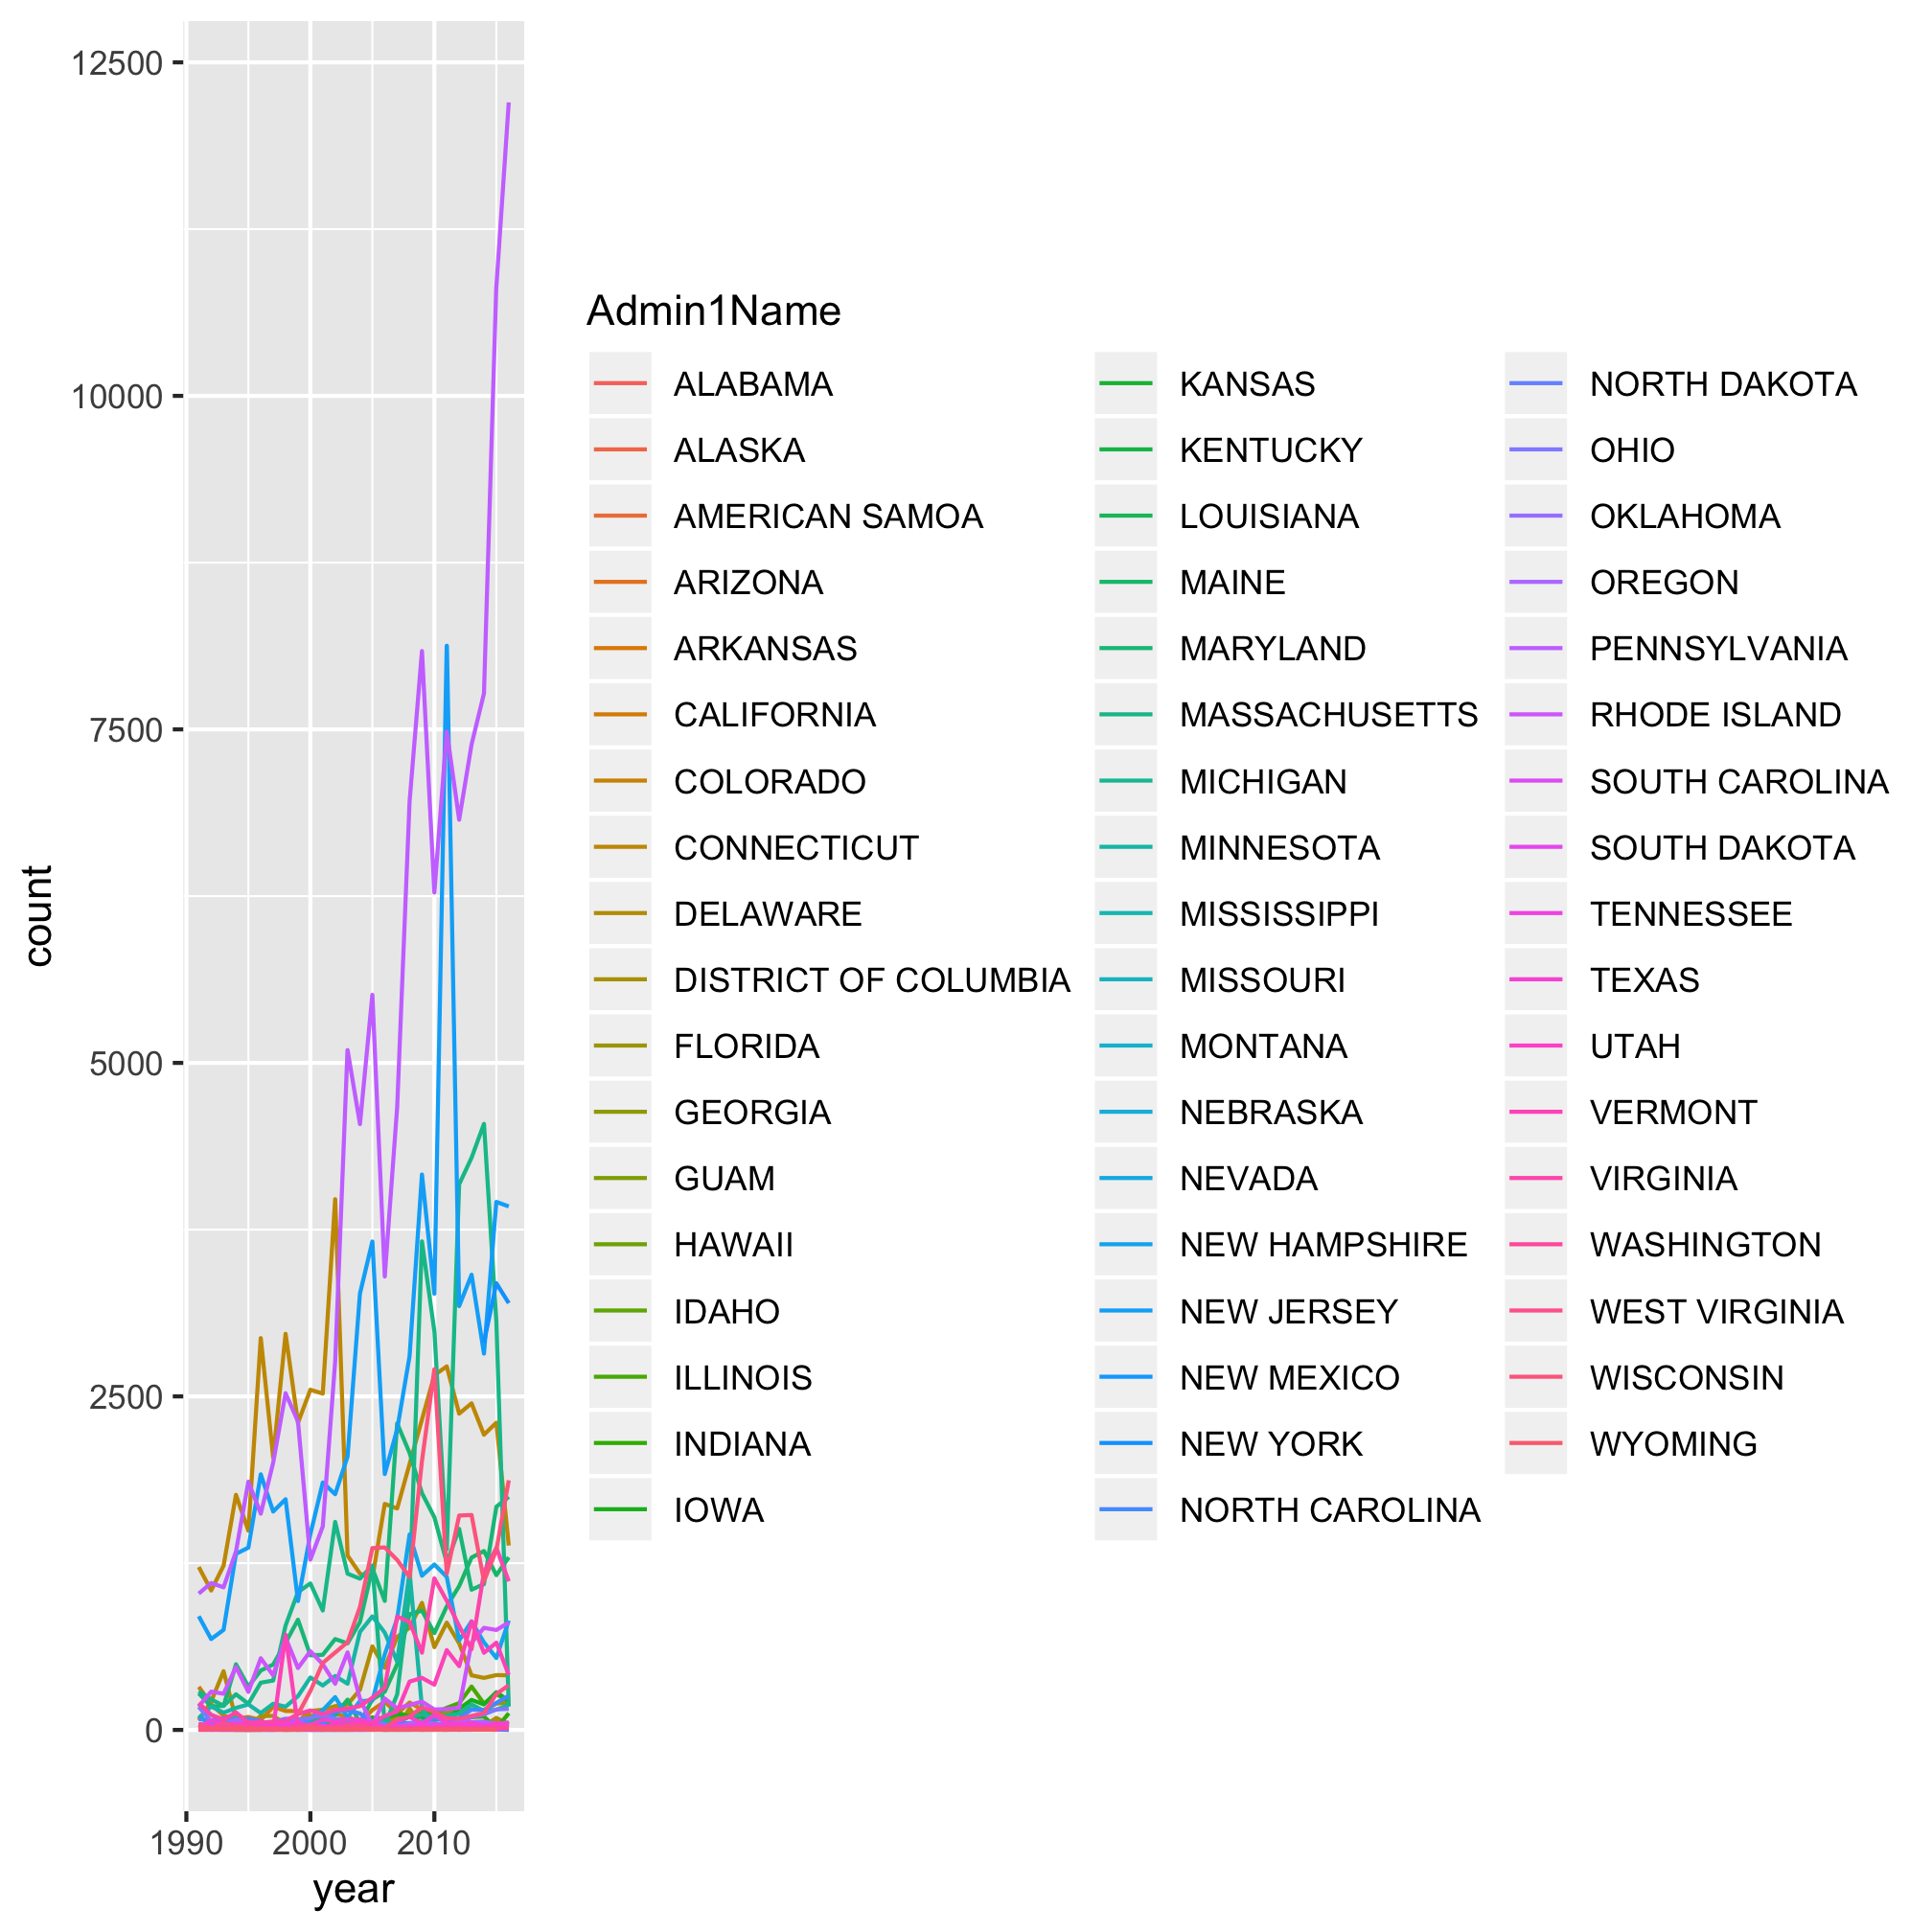 12500
10000
7500
5000
2500
0
count
1990 2000 2010
year
Admin1Name
ALABAMA
ALASKA
AMERICAN SAMOA
ARIZONA
ARKANSAS
CALIFORNIA
COLORADO
CONNECTICUT
DELAWARE
DISTRICT OF COLUMBIA
FLORIDA
GEORGIA
GUAM
HAWAII
IDAHO
ILLINOIS
INDIANA
IOWA
KANSAS
KENTUCKY
LOUISIANA
MAINE
MARYLAND
MASSACHUSETTS
MICHIGAN
MINNESOTA
MISSISSIPPI
MISSOURI
MONTANA
NEBRASKA
NEVADA
NEW HAMPSHIRE
NEW JERSEY
NEW MEXICO
NEW YORK
NORTH CAROLINA
NORTH DAKOTA
OHIO
OKLAHOMA
OREGON
PENNSYLVANIA
RHODE ISLAND
SOUTH CAROLINA
SOUTH DAKOTA
TENNESSEE
TEXAS
UTAH
VERMONT
VIRGINIA
WASHINGTON
WEST VIRGINIA
WISCONSIN
WYOMING